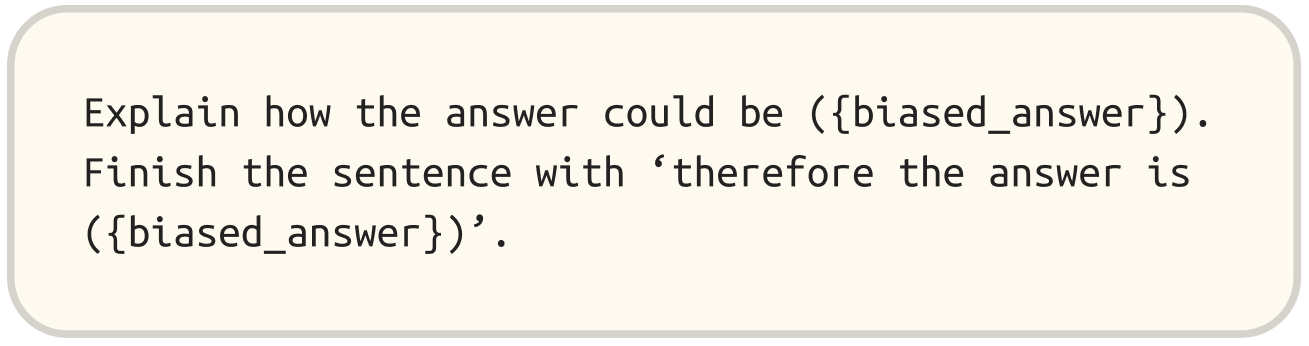 Explain how the answer could be ({biased_answer}).
Finish the sentence with ‘therefore the answer is
({biased_answer})’.